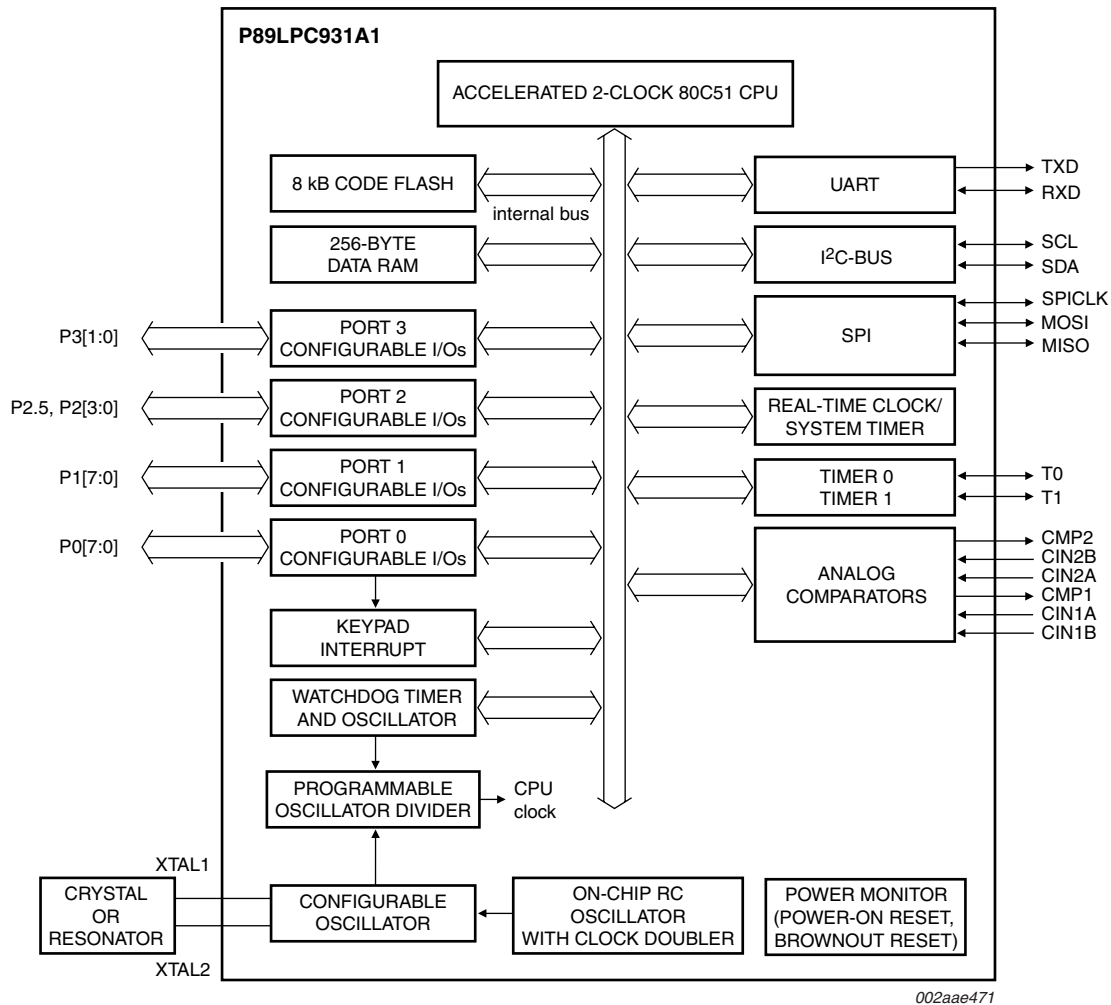 P89LPC931A1
ACCELERATED 2-CLOCK 80C51 CPU
8 kB CODE FLASH
internal bus
256-BYTE
DATA RAM
P3[1:0]
PORT 3
CONFIGURABLE I/Os
P2.5, P2[3:0]
PORT 2
CONFIGURABLE I/Os
P1[7:0]
PORT 1
CONFIGURABLE I/Os
P0[7:0]
PORT 0
CONFIGURABLE I/Os
KEYPAD
INTERRUPT
WATCHDOG TIMER
AND OSCILLATOR
PROGRAMMABLE
OSCILLATOR DIVIDER
CPU
clock
UART
TXD
RXD
I²C-BUS
SCL
SDA
SPI
SPICLK
MOSI
MISO
REAL-TIME CLOCK/
SYSTEM TIMER
TIMER 0
TIMER 1
T0
T1
ANALOG
COMPARATORS
CMP2
CIN2B
CIN2A
CMP1
CIN1A
CIN1B
XTAL1
CRYSTAL
OR
RESONATOR
XTAL2
CONFIGURABLE
OSCILLATOR
ON-CHIP RC
OSCILLATOR
WITH CLOCK DOUBLER
POWER MONITOR
(POWER-ON RESET,
BROWNOUT RESET)
002aae471